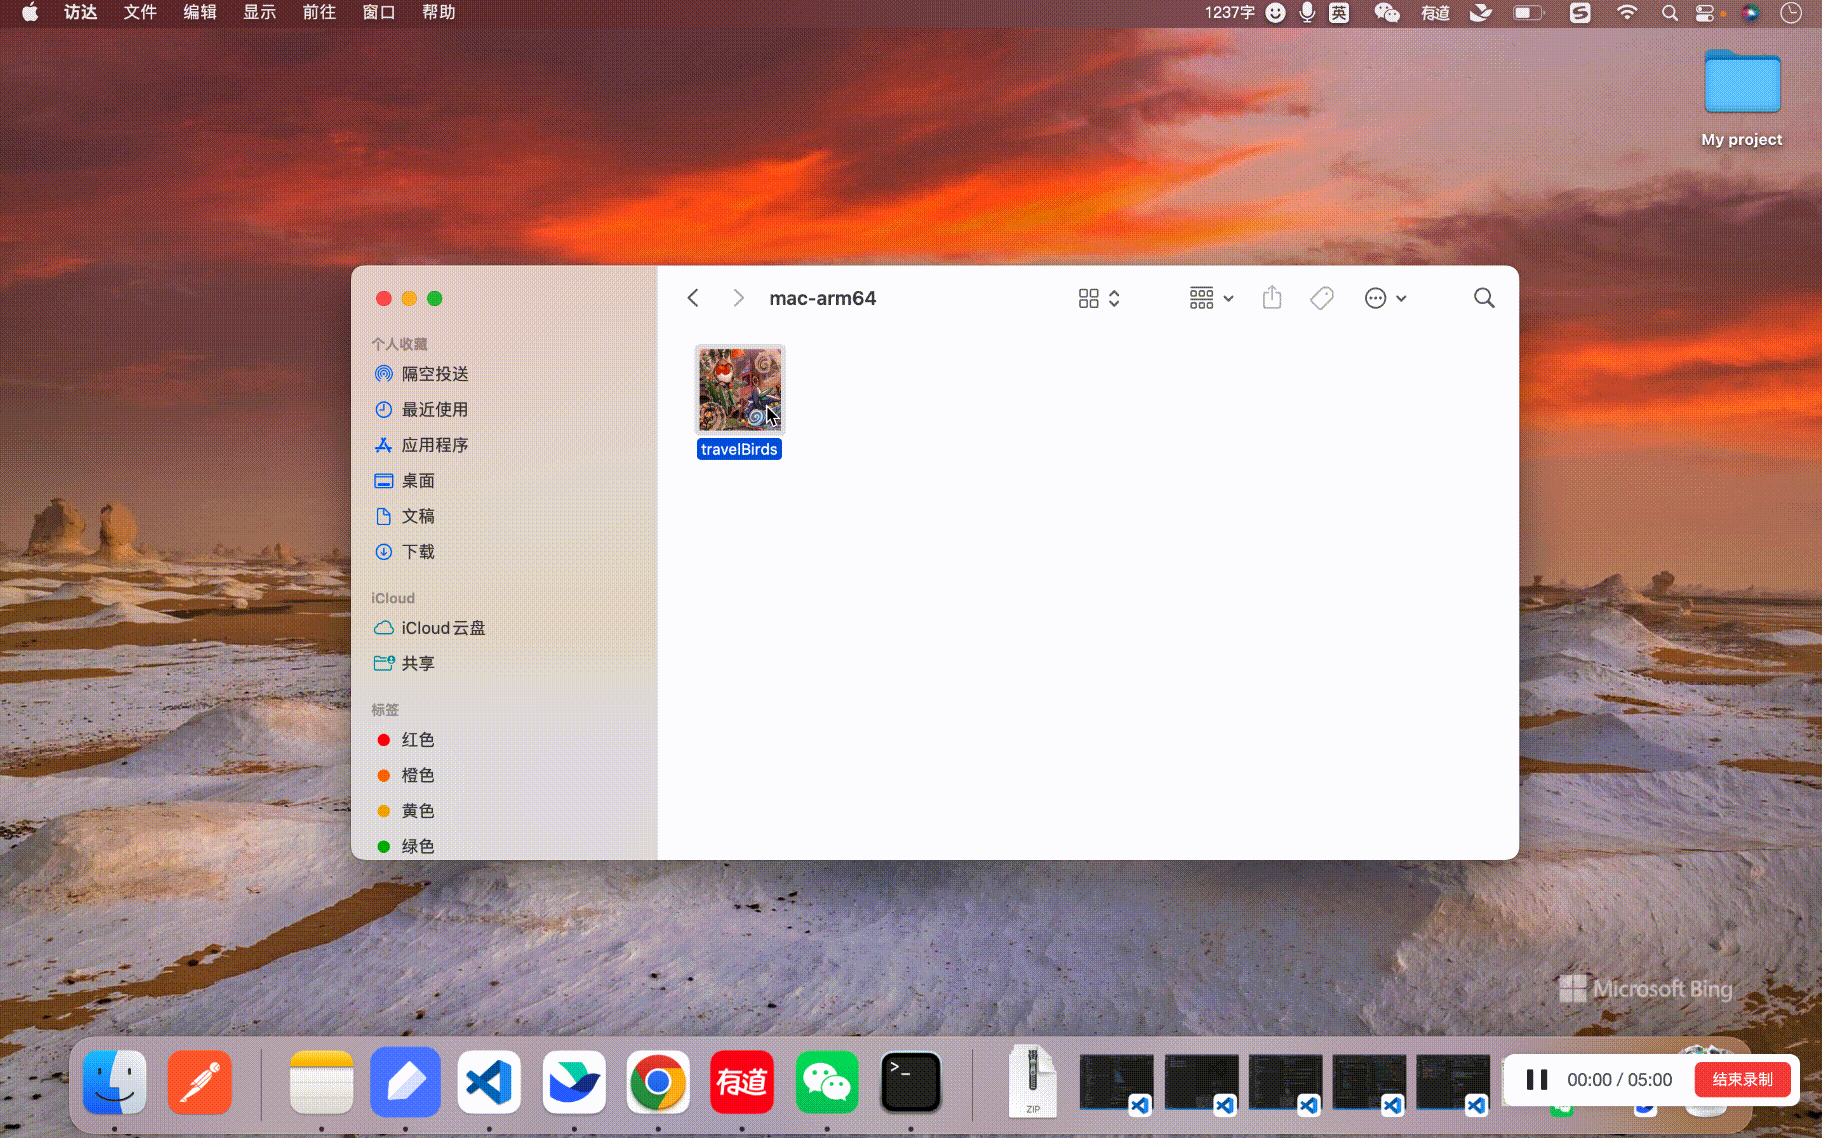 访达 文件 编辑 显示 前往 窗口 帮助 1237字 英 有道 S
My project
mac-arm64
个人收藏
隔空投送
最近使用
应用程序
桌面
文稿
下载
travelBirds
iCloud
iCloud云盘
共享
标签
红色
橙色
黄色
绿色
Microsoft Bing
>_
有道
ZIP
00:00 / 05:00 结束录制